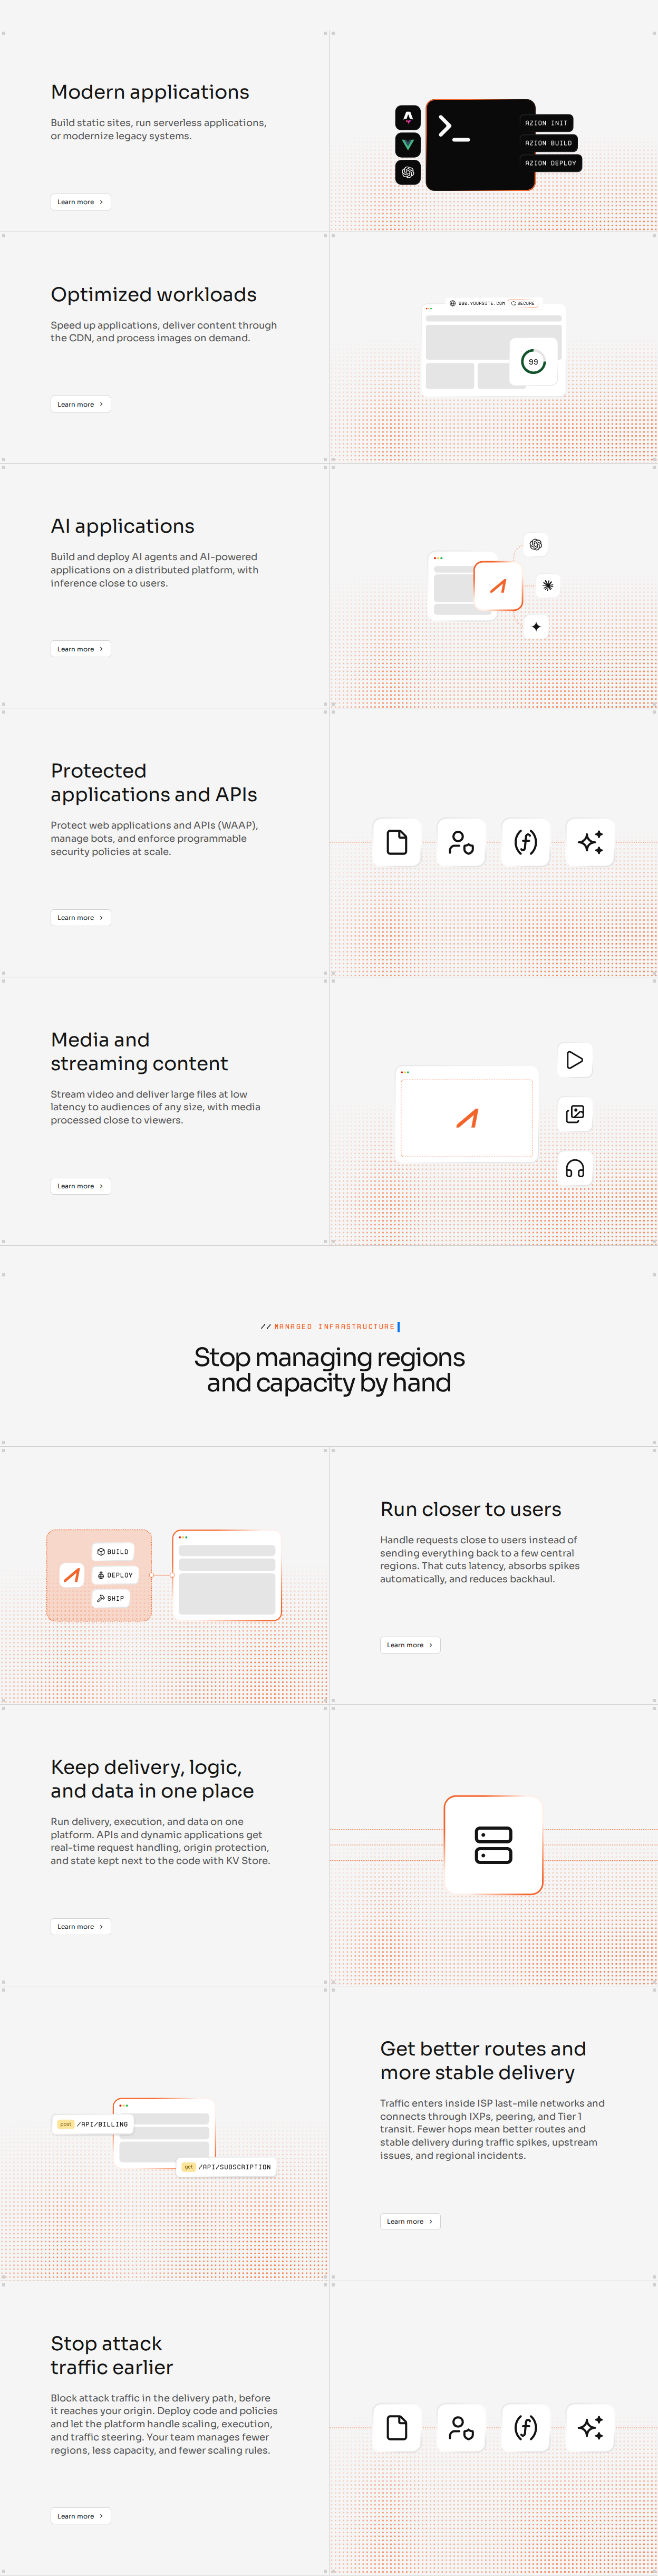 Modern applications
Build static sites, run serverless applications,
or modernize legacy systems.
Learn more
AZION INIT
AZION BUILD
AZION DEPLOY
Optimized workloads
Speed up applications, deliver content through
the CDN, and process images on demand.
Learn more
WWW.YOURSITE.COM
SECURE
99
AI applications
Build and deploy AI agents and AI-powered
applications on a distributed platform, with
inference close to users.
Learn more
Protected
applications and APIs
Protect web applications and APIs (WAAP),
manage bots, and enforce programmable
security policies at scale.
Learn more
Media and
streaming content
Stream video and deliver large files at low
latency to audiences of any size, with media
processed close to viewers.
Learn more
// MANAGED INFRASTRUCTURE
Stop managing regions
and capacity by hand
BUILD
DEPLOY
SHIP
Run closer to users
Handle requests close to users instead of
sending everything back to a few central
regions. That cuts latency, absorbs spikes
automatically, and reduces backhaul.
Learn more
Keep delivery, logic,
and data in one place
Run delivery, execution, and data on one
platform. APIs and dynamic applications get
real-time request handling, origin protection,
and state kept next to the code with KV Store.
Learn more
post /API/BILLING
get /API/SUBSCRIPTION
Get better routes and
more stable delivery
Traffic enters inside ISP last-mile networks and
connects through IXPs, peering, and Tier 1
transit. Fewer hops mean better routes and
stable delivery during traffic spikes, upstream
issues, and regional incidents.
Learn more
Stop attack
traffic earlier
Block attack traffic in the delivery path, before
it reaches your origin. Deploy code and policies
and let the platform handle scaling, execution,
and traffic steering. Your team manages fewer
regions, less capacity, and fewer scaling rules.
Learn more